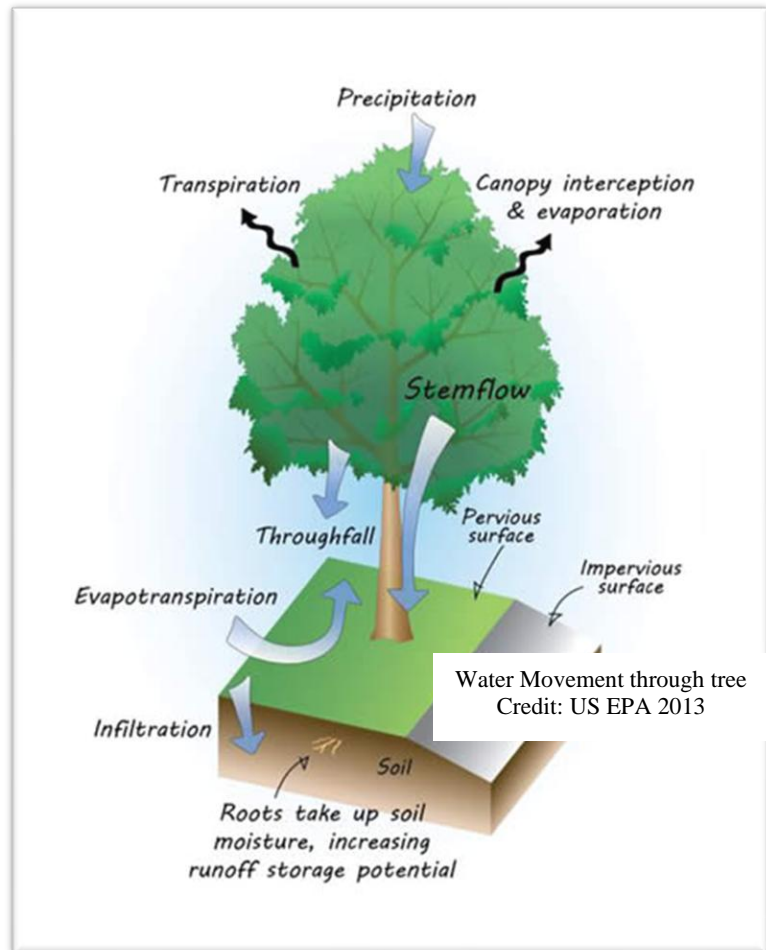 Precipitation
Transpiration
Canopy interception
& evaporation
Stemflow
Throughfall
Pervious
surface
Impervious
surface
Evapotranspiration
Water Movement through tree
Credit: US EPA 2013
Infiltration
Soil
Roots take up soil
moisture, increasing
runoff storage potential